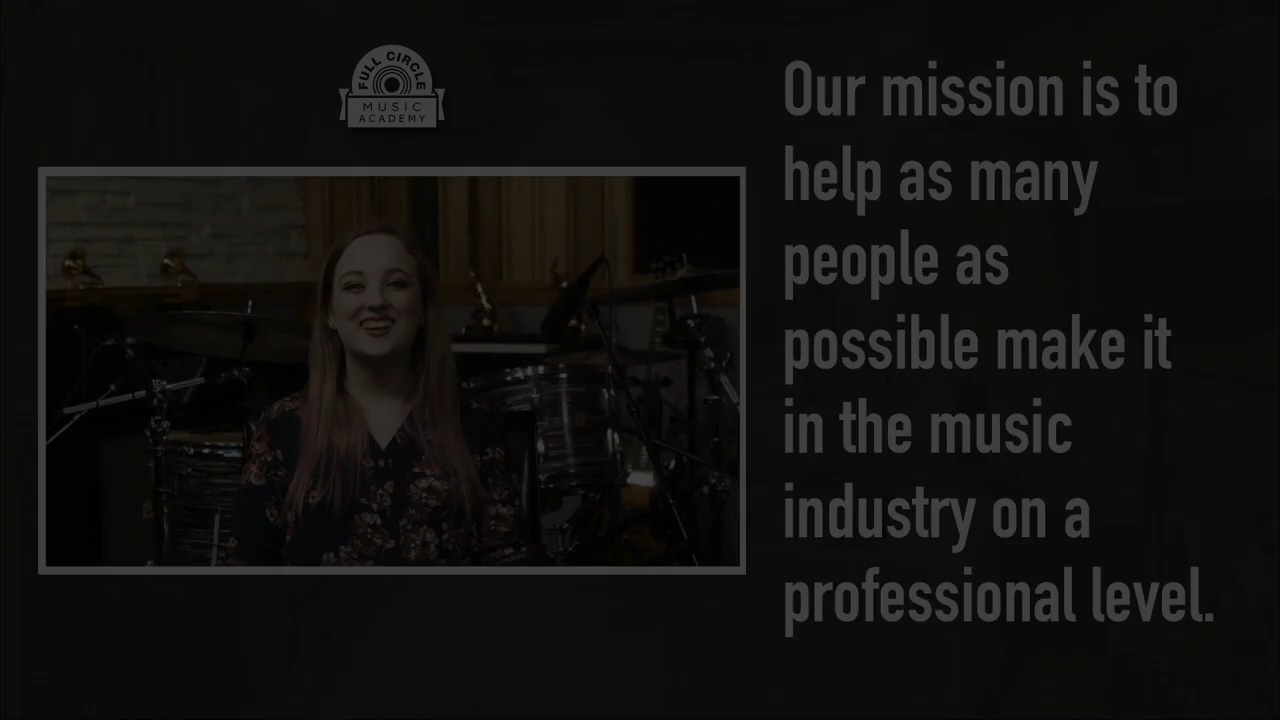 FULL CIRCLE
MUSIC
ACADEMY
Our mission is to
help as many
people as
possible make it
in the music
industry on a
professional level.